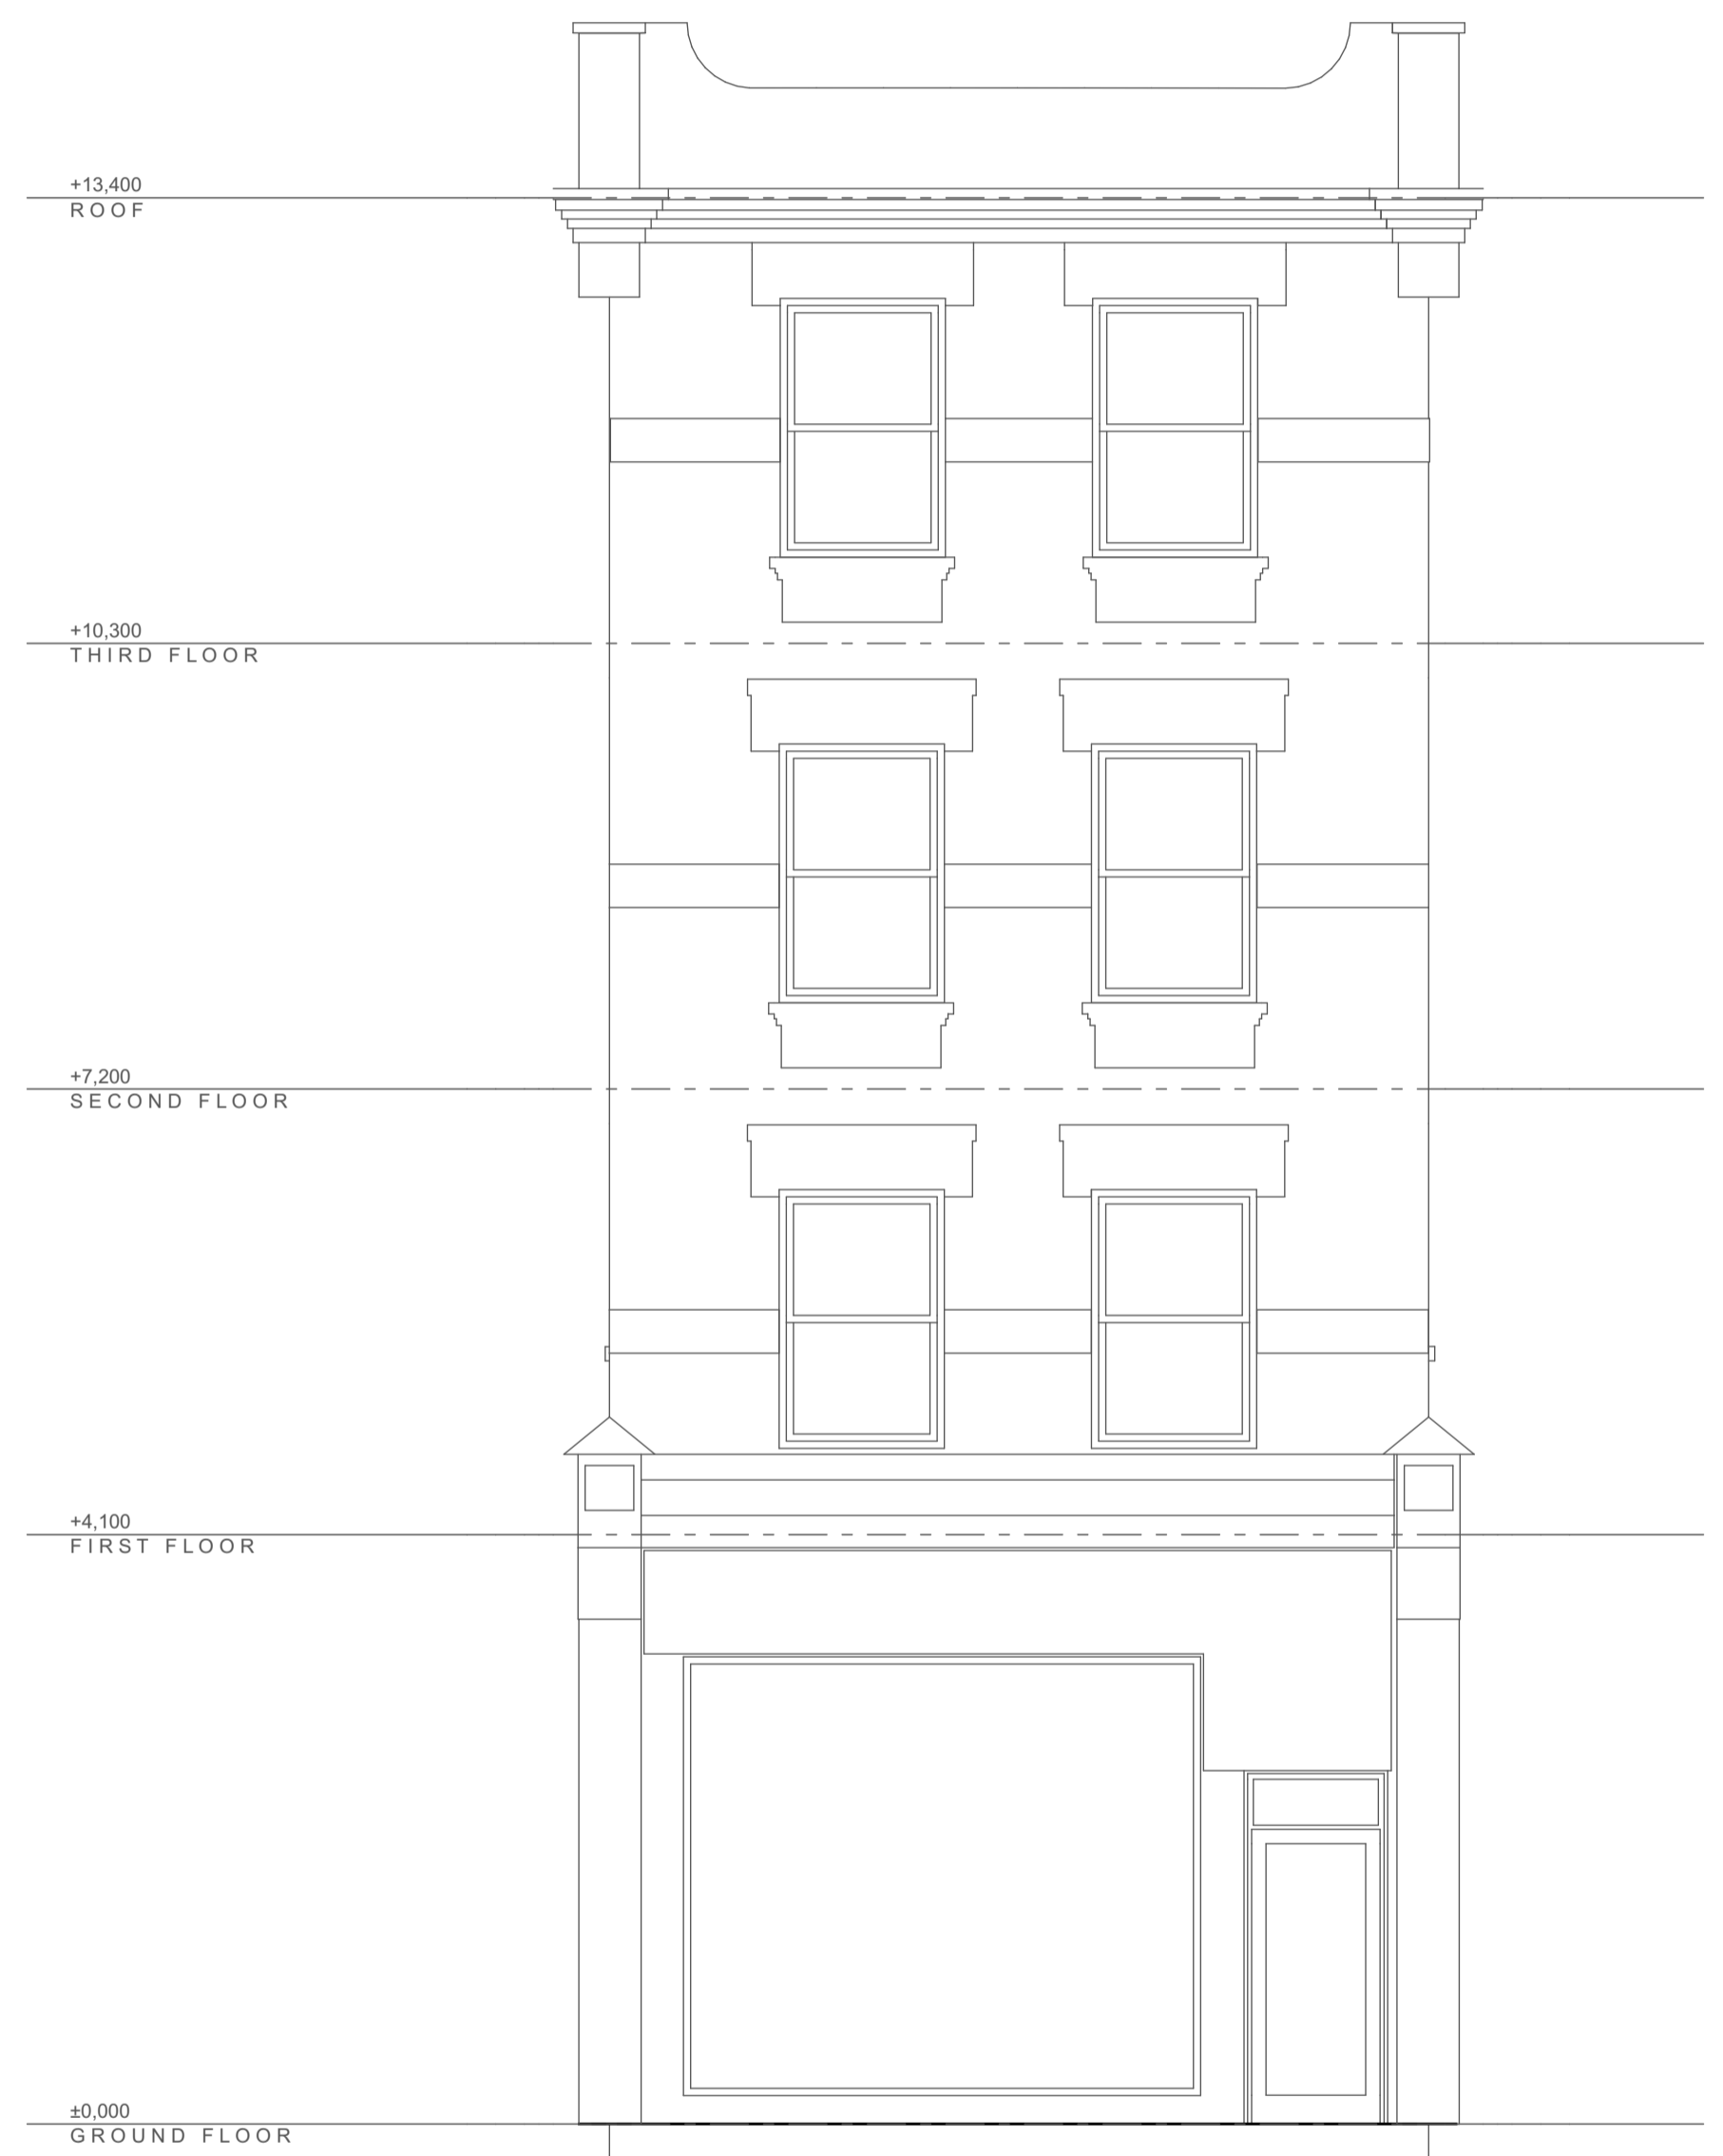 +13,400
ROOF
+10,300
THIRD FLOOR
+7,200
SECOND FLOOR
+4,100
FIRST FLOOR
±0,000
GROUND FLOOR